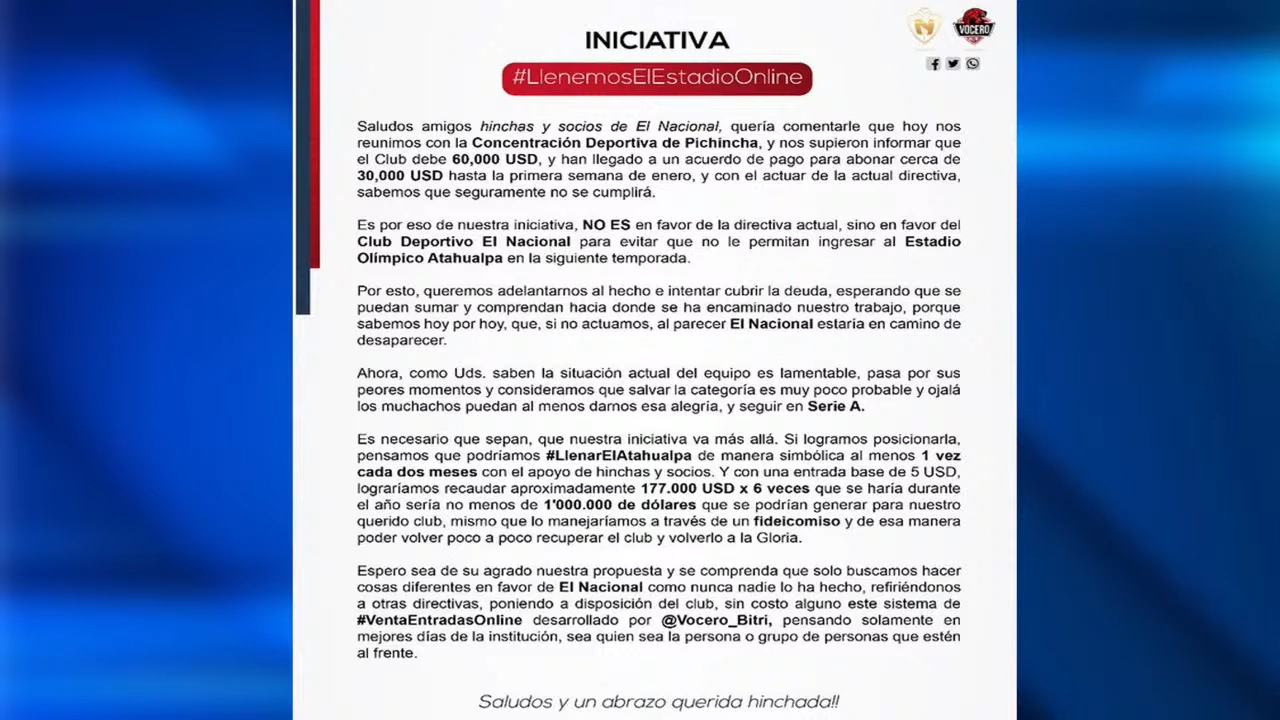 INICIATIVA
N
VOCERO
#LlenemosElEstadioOnline
Saludos amigos hinchas y socios de El Nacional, quería comentarle que hoy nos
reunimos con la Concentración Deportiva de Pichincha, y nos supieron informar que
el Club debe 60,000 USD, y han llegado a un acuerdo de pago para abonar cerca de
30,000 USD hasta la primera semana de enero, y con el actuar de la actual directiva,
sabemos que seguramente no se cumplirá.
Es por eso de nuestra iniciativa, NO ES en favor de la directiva actual, sino en favor del
Club Deportivo El Nacional para evitar que no le permitan ingresar al Estadio
Olímpico Atahualpa en la siguiente temporada.
Por esto, queremos adelantarnos al hecho e intentar cubrir la deuda, esperando que se
puedan sumar y comprendan hacia donde se ha encaminado nuestro trabajo, porque
sabemos hoy por hoy, que, si no actuamos, al parecer El Nacional estaría en camino de
desaparecer.
Ahora, como Uds. saben la situación actual del equipo es lamentable, pasa por sus
peores momentos y consideramos que salvar la categoría es muy poco probable y ojalá
los muchachos puedan al menos darnos esa alegría, y seguir en Serie A.
Es necesario que sepan, que nuestra iniciativa va más allá. Si logramos posicionarla,
pensamos que podríamos #LlenarElAtahualpa de manera simbólica al menos 1 vez
cada dos meses con el apoyo de hinchas y socios. Y con una entrada base de 5 USD,
lograríamos recaudar aproximadamente 177.000 USD x 6 veces que se haría durante
el año sería no menos de 1'000.000 de dólares que se podrían generar para nuestro
querido club, mismo que lo manejaríamos a través de un fideicomiso y de esa manera
poder volver poco a poco recuperar el club y volverlo a la Gloria.
Espero sea de su agrado nuestra propuesta y se comprenda que solo buscamos hacer
cosas diferentes en favor de El Nacional como nunca nadie lo ha hecho, refiriéndonos
a otras directivas, poniendo a disposición del club, sin costo alguno este sistema de
#VentaEntradasOnline desarrollado por @Vocero_Bitri, pensando solamente en
mejores días de la institución, sea quien sea la persona o grupo de personas que estén
al frente.
Saludos y un abrazo querida hinchada!!